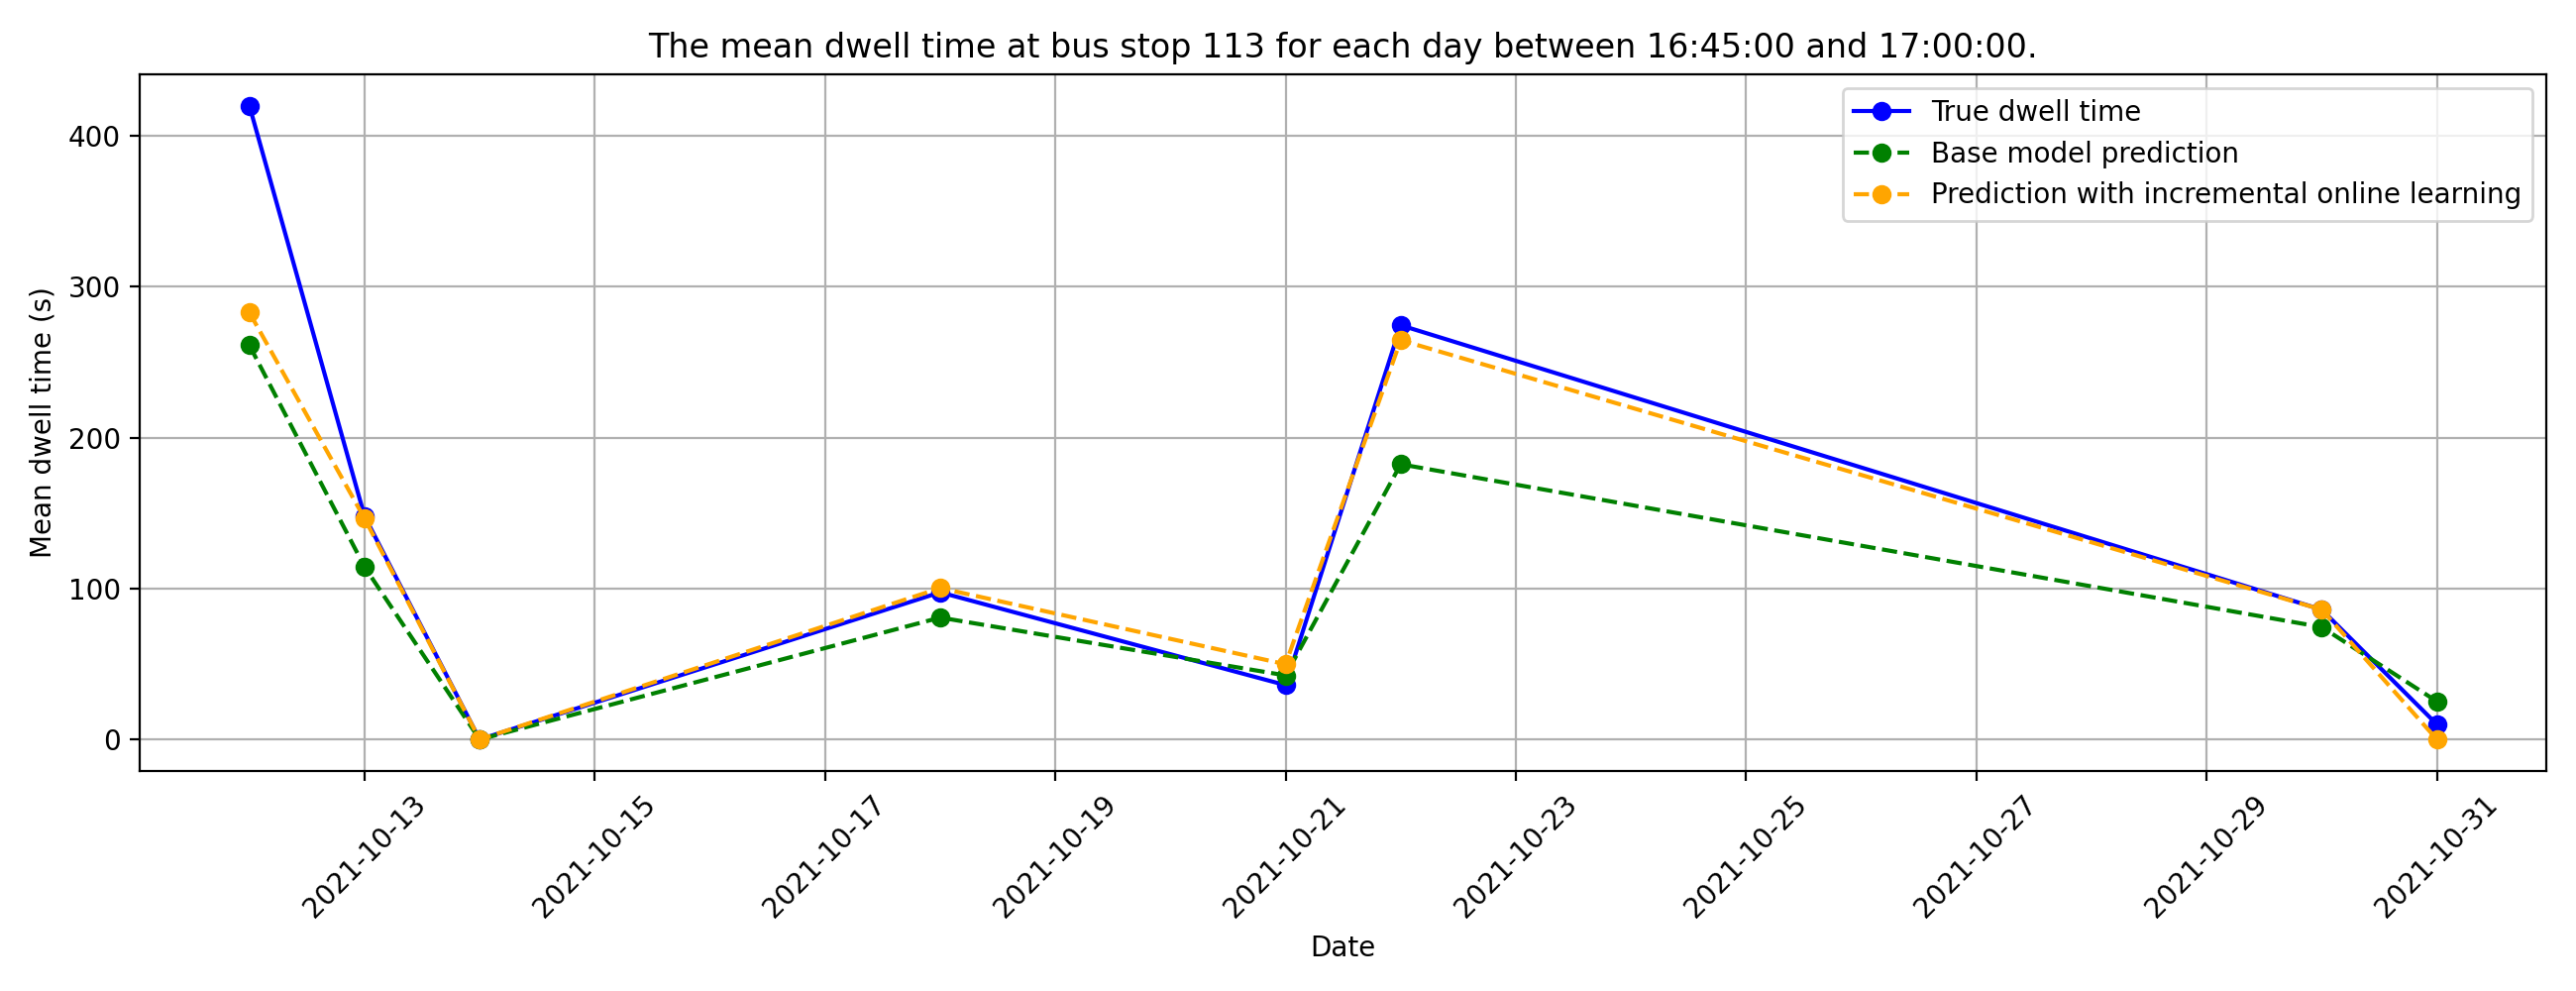 The mean dwell time at bus stop 113 for each day between 16:45:00 and 17:00:00.
True dwell time
Base model prediction
Prediction with incremental online learning
Mean dwell time (s)
400
300
200
100
0
2021-10-13
2021-10-15
2021-10-17
2021-10-19
2021-10-21
2021-10-23
2021-10-25
2021-10-27
2021-10-29
2021-10-31
Date